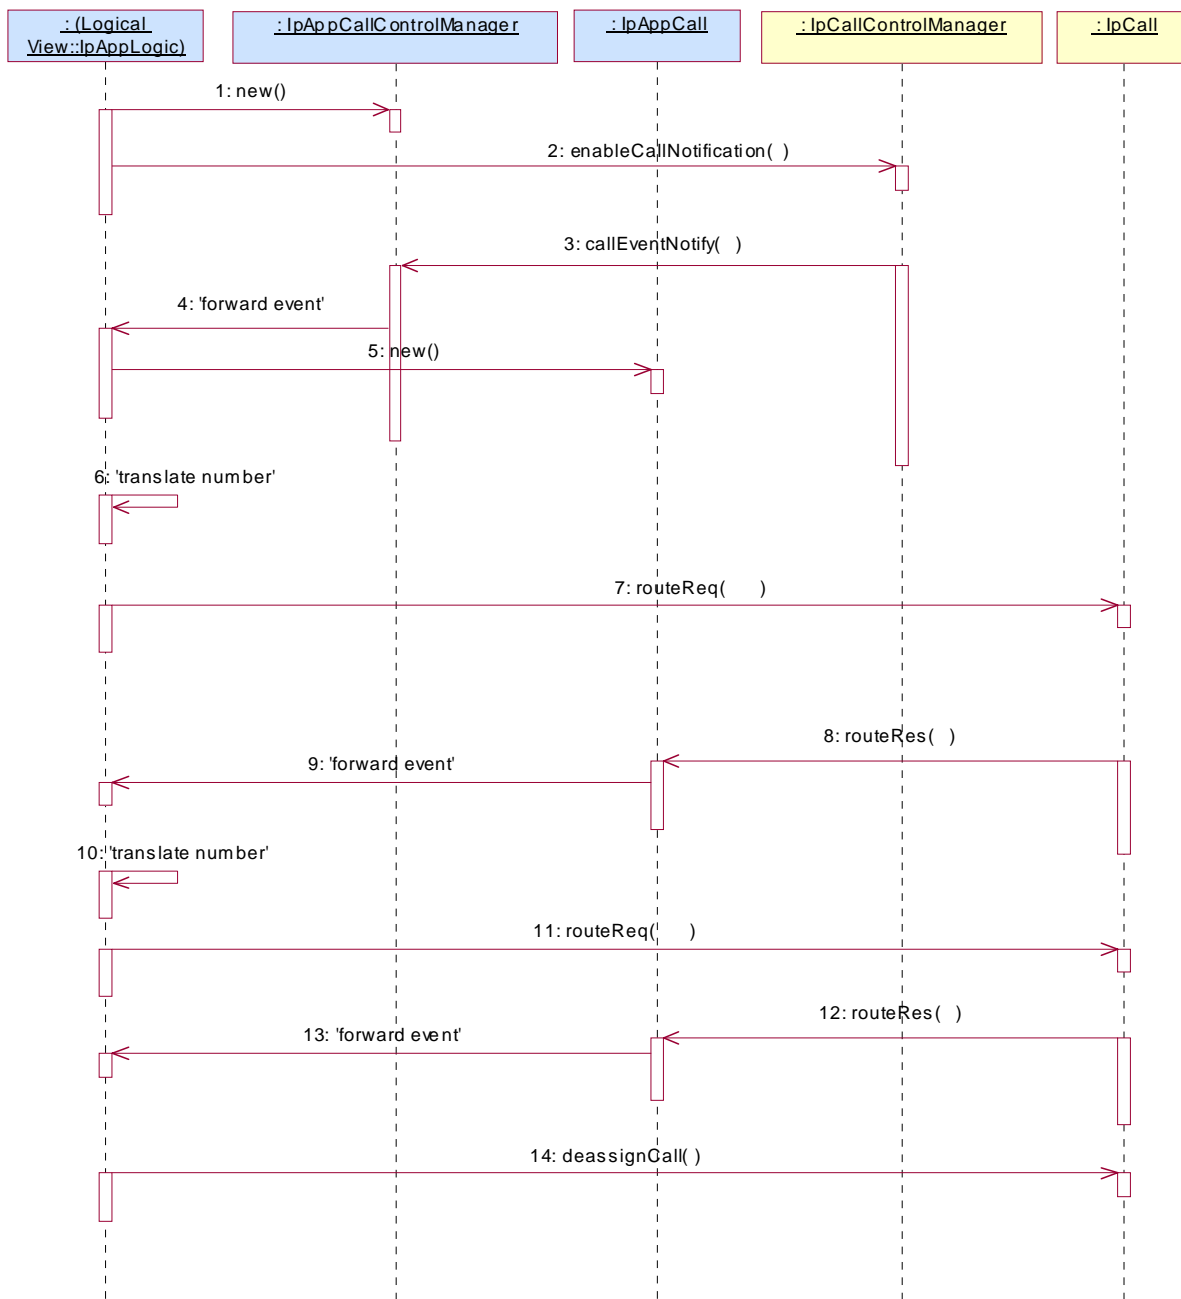 : (Logical
View::IpAppLogic)
: IpAppCallControlManager
: IpAppCall
: IpCallControlManager
: IpCall
1: new()
2: enableCallNotification( )
3: callEventNotify( )
4: 'forward event'
5: new()
6: 'translate number'
7: routeReq( )
8: routeRes( )
9: 'forward event'
10: 'translate number'
11: routeReq( )
12: routeRes( )
13: 'forward event'
14: deassignCall( )